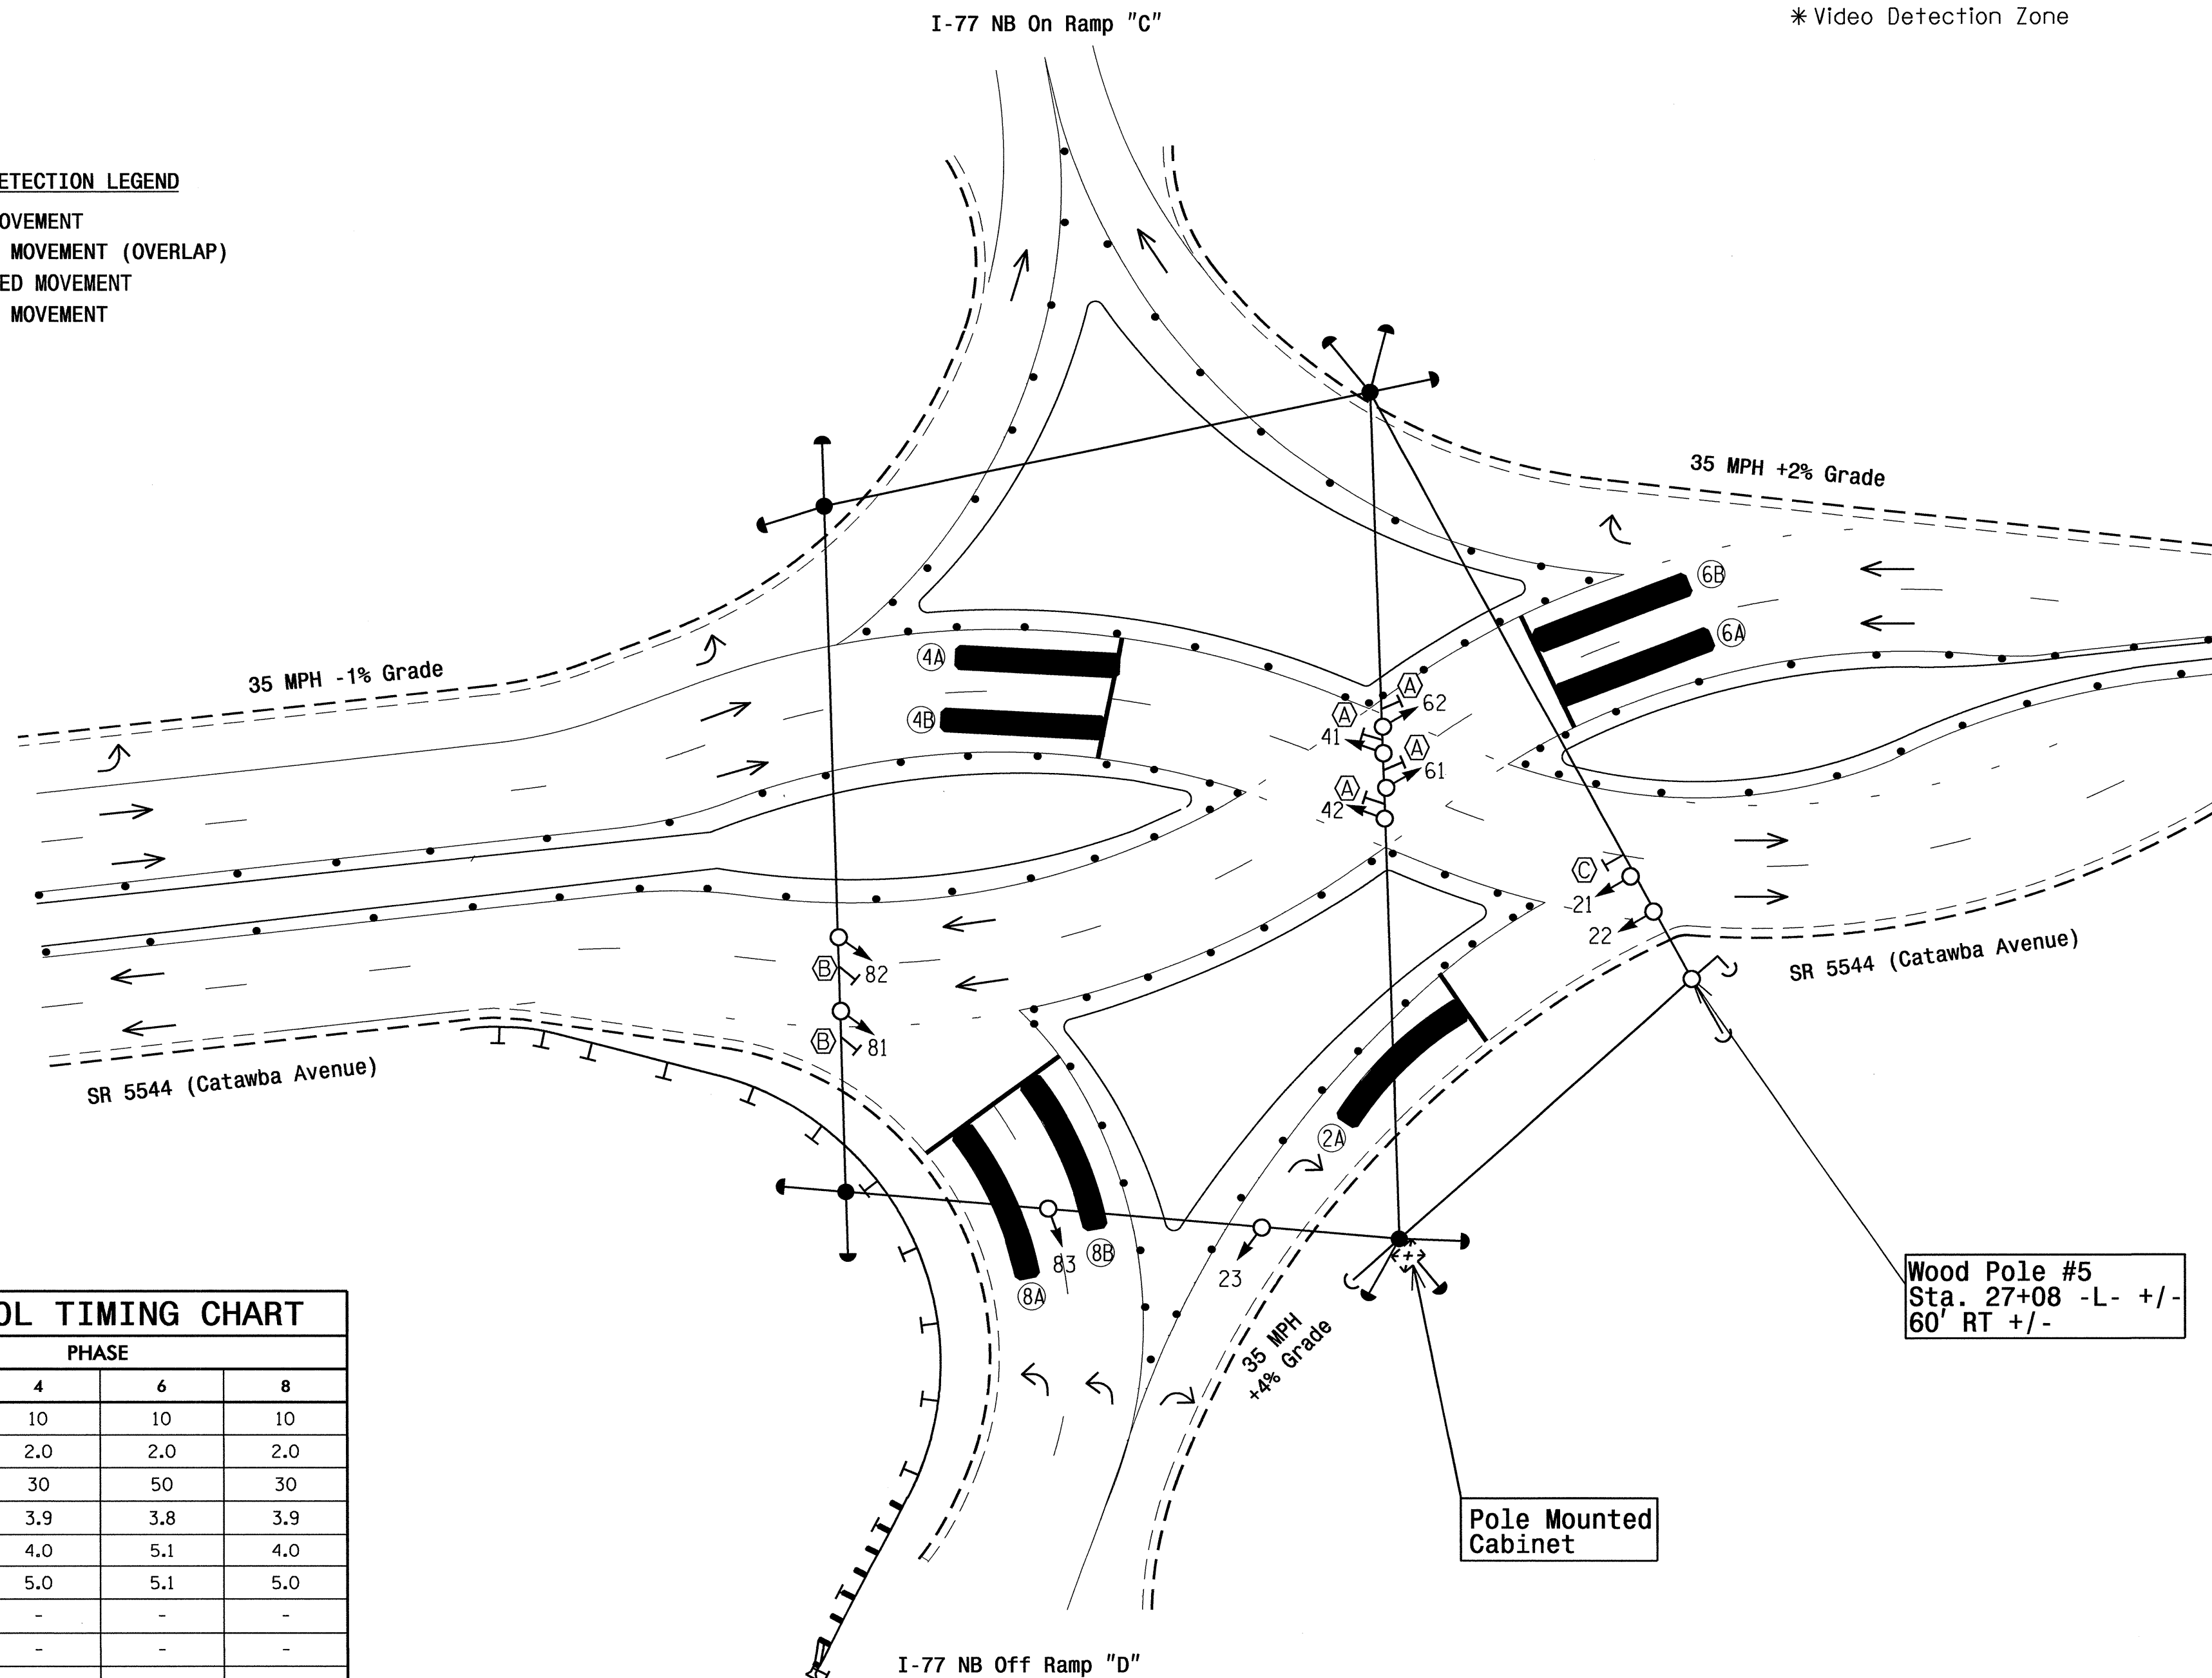 I-77 NB On Ramp "C"
* Video Detection Zone
ETECTION LEGEND
OVEMENT
MOVEMENT (OVERLAP)
ED MOVEMENT
MOVEMENT
35 MPH +2% Grade
35 MPH -1% Grade
6B
6A
4A
4B
A
62
A
41
A
61
A
42
C
21
22
SR 5544 (Catawba Avenue)
B
82
B
81
SR 5544 (Catawba Avenue)
2A
83
8B
8A
23
35 MPH
+4% Grade
Wood Pole #5
Sta. 27+08 -L- +/-
60' RT +/-
Pole Mounted
Cabinet
OL TIMING CHART
PHASE
4 6 8
10 10 10
2.0 2.0 2.0
30 50 30
3.9 3.8 3.9
4.0 5.1 4.0
5.0 5.1 5.0
- - -
- - -
I-77 NB Off Ramp "D"